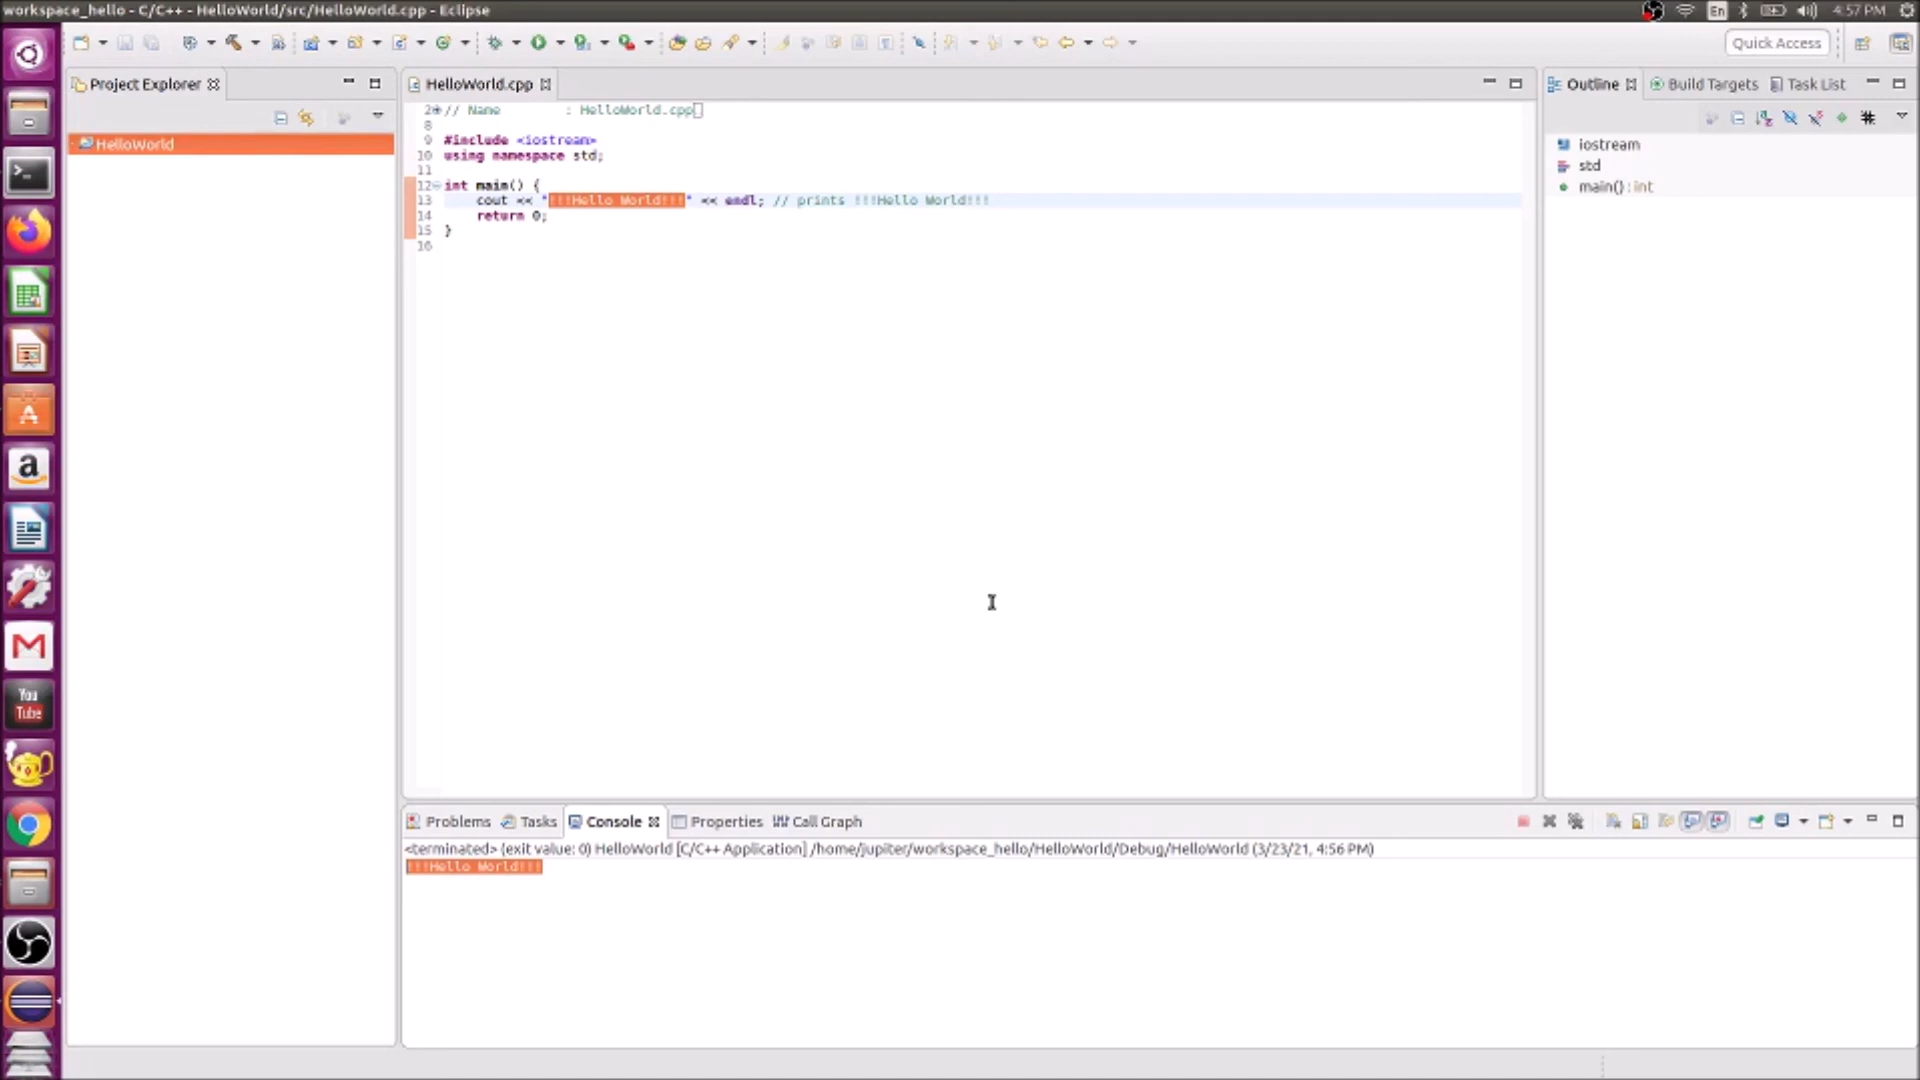 workspace_hello - C/C++ - HelloWorld/src/HelloWorld.cpp - Eclipse
En
4:57 PM
Quick Access
Project Explorer
HelloWorld.cpp
Outline
Build Targets
Task List
HelloWorld
2 // Name : HelloWorld.cpp
8
9 #include <iostream>
10 using namespace std;
11
12 int main() {
13 cout << "!!!Hello World!!!" << endl; // prints !!!Hello World!!!
14 return 0;
15 }
16
iostream
std
main() : int
A
a
You
Tube
Problems
Tasks
Console
Properties
Call Graph
<terminated> (exit value: 0) HelloWorld [C/C++ Application] /home/jupiter/workspace_hello/HelloWorld/Debug/HelloWorld (3/23/21, 4:56 PM)
!!!Hello World!!!